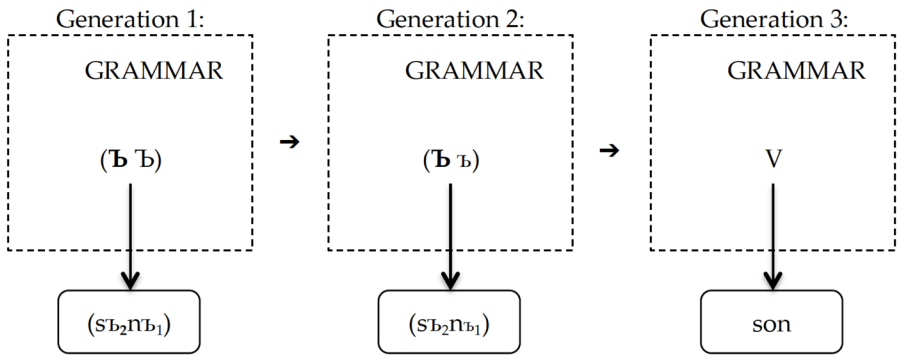 Generation 1: Generation 2: Generation 3:
GRAMMAR GRAMMAR GRAMMAR
➔ ➔
(Ъ Ъ) (Ъ ъ) V
(sъ₂nъ₁) (sъ₂nъ₁) son